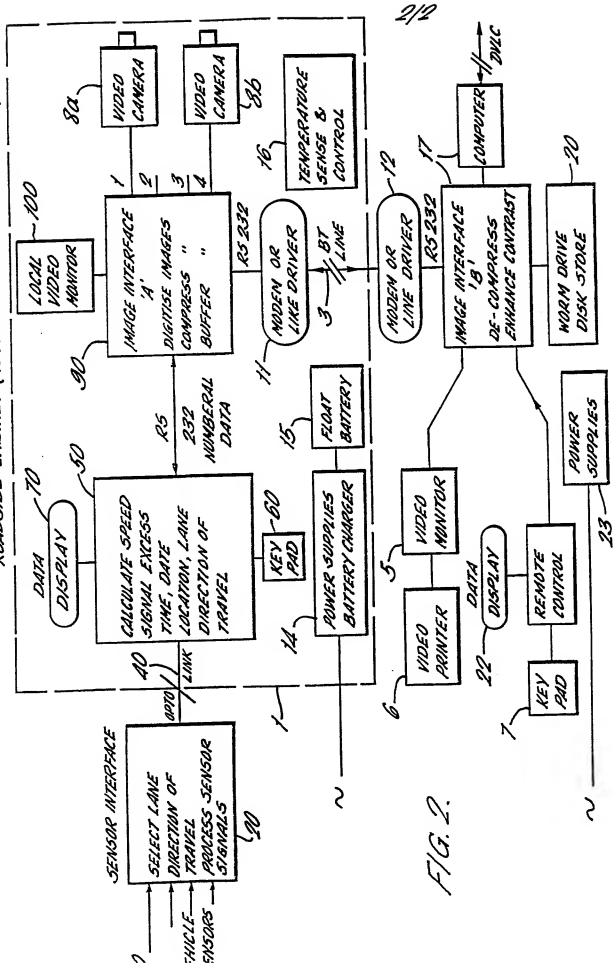 2/2
8a
VIDEO
CAMERA
VIDEO
CAMERA
8b
TEMPERATURE
SENSE &
CONTROL
16
100
LOCAL VIDEO
MONITOR
1
2
3
4
IMAGE INTERFACE
'A'
DIGITISE IMAGES
COMPRESS "
BUFFER "
90
RS 232
MODEM OR
LIKE DRIVER
11
3
BT
LINE
RS
232
NUMBERAL
DATA
DATA
DISPLAY
70
50
CALCULATE SPEED
SIGNAL EXCESS
TIME, DATE
LOCATION, LANE
DIRECTION OF
TRAVEL
KEY
PAD
60
15
FLOAT
BATTERY
POWER SUPPLIES
BATTERY CHARGER
14
40
OPTO
LINK
1
SENSOR INTERFACE
SELECT LANE
DIRECTION OF
TRAVEL
PROCESS SENSOR
SIGNALS
20
SENSORS
~
MODEM OR
LINE DRIVER
12
RS 232
COMPUTER
DVLC
17
IMAGE INTERFACE
'B'
DE-COMPRESS
ENHANCE CONTRAST
WORM DRIVE
DISK STORE
20
5
VIDEO
MONITOR
VIDEO
PRINTER
6
DATA
DISPLAY
22
REMOTE
CONTROL
KEY
PAD
7
POWER
SUPPLIES
23
~
FIG. 2.